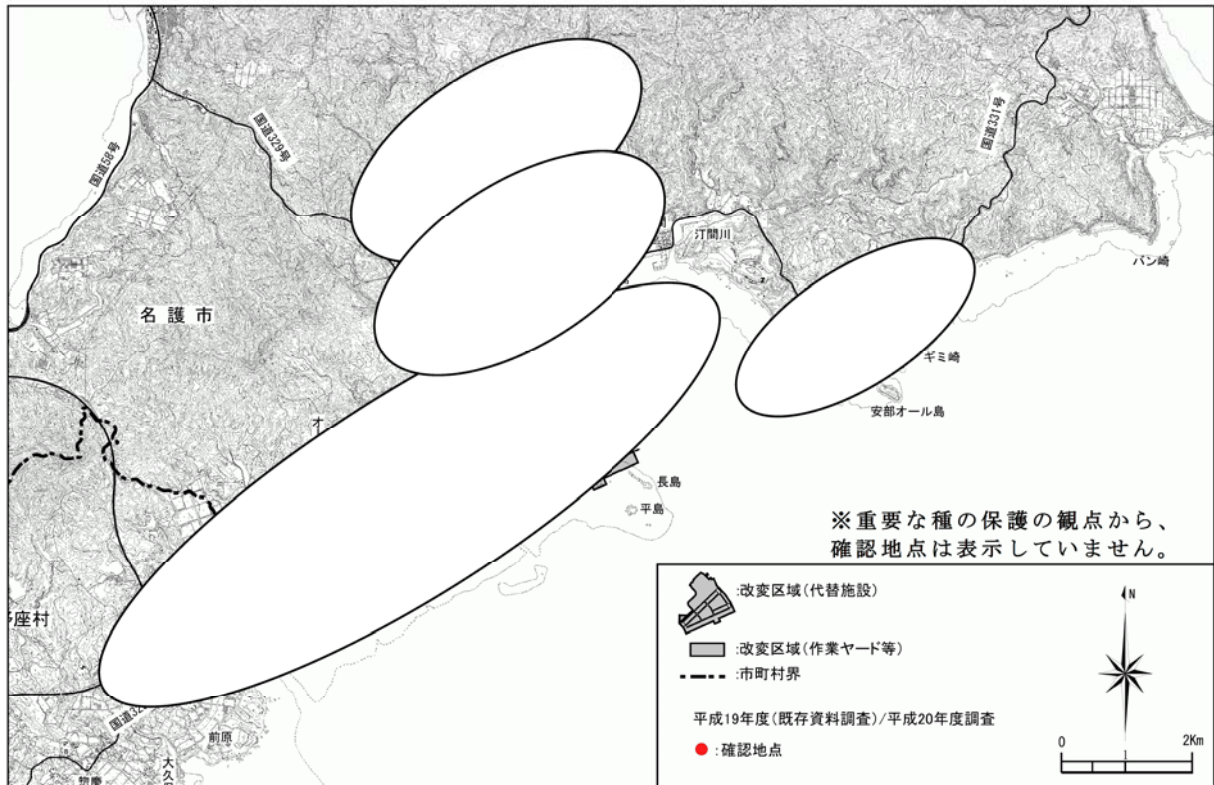 国道58号
国道329号
国道331号
汀間川
バン崎
名護市
ギミ崎
安部オール島
長島
平島
※重要な種の保護の観点から、
確認地点は表示していません。
座村
前原
:改変区域(代替施設)
:改変区域(作業ヤード等)
:市町村界
平成19年度(既存資料調査)/平成20年度調査
:確認地点
N
0 1 2Km